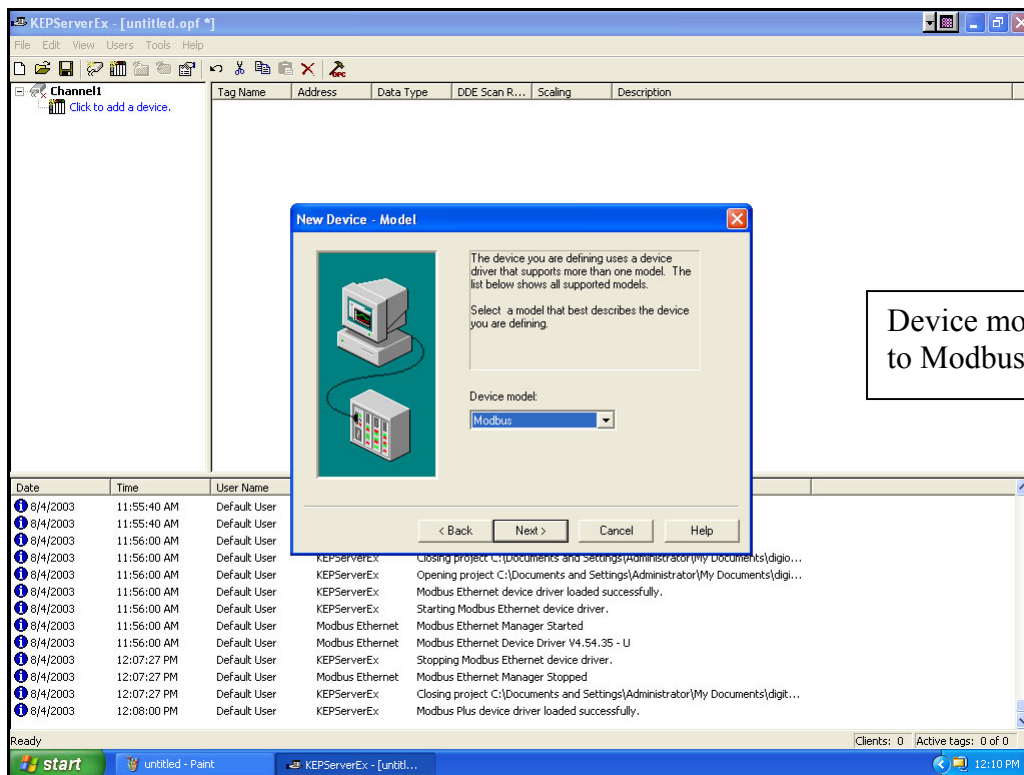 KEPServerEx - [untitled.opf *]
File Edit View Users Tools Help
Channel1
Click to add a device.
Tag Name Address Data Type DDE Scan R... Scaling Description
New Device - Model
The device you are defining uses a device
driver that supports more than one model. The
list below shows all supported models.
Select a model that best describes the device
you are defining.
Device model:
Modbus
< Back Next > Cancel Help
Device mo
to Modbus
Date Time User Name
8/4/2003 11:55:40 AM Default User
8/4/2003 11:55:40 AM Default User
8/4/2003 11:56:00 AM Default User
8/4/2003 11:56:00 AM Default User KEPServerEx Closing project C:\Documents and Settings\Administrator\My Documents\digio...
8/4/2003 11:56:00 AM Default User KEPServerEx Opening project C:\Documents and Settings\Administrator\My Documents\digi...
8/4/2003 11:56:00 AM Default User KEPServerEx Modbus Ethernet device driver loaded successfully.
8/4/2003 11:56:00 AM Default User KEPServerEx Starting Modbus Ethernet device driver.
8/4/2003 11:56:00 AM Default User Modbus Ethernet Modbus Ethernet Manager Started
8/4/2003 11:56:00 AM Default User Modbus Ethernet Modbus Ethernet Device Driver V4.54.35 - U
8/4/2003 12:07:27 PM Default User KEPServerEx Stopping Modbus Ethernet device driver.
8/4/2003 12:07:27 PM Default User Modbus Ethernet Modbus Ethernet Manager Stopped
8/4/2003 12:07:27 PM Default User KEPServerEx Closing project C:\Documents and Settings\Administrator\My Documents\digit...
8/4/2003 12:08:00 PM Default User KEPServerEx Modbus Plus device driver loaded successfully.
Ready Clients: 0 Active tags: 0 of 0
start untitled - Paint KEPServerEx - [untitl... 12:10 PM